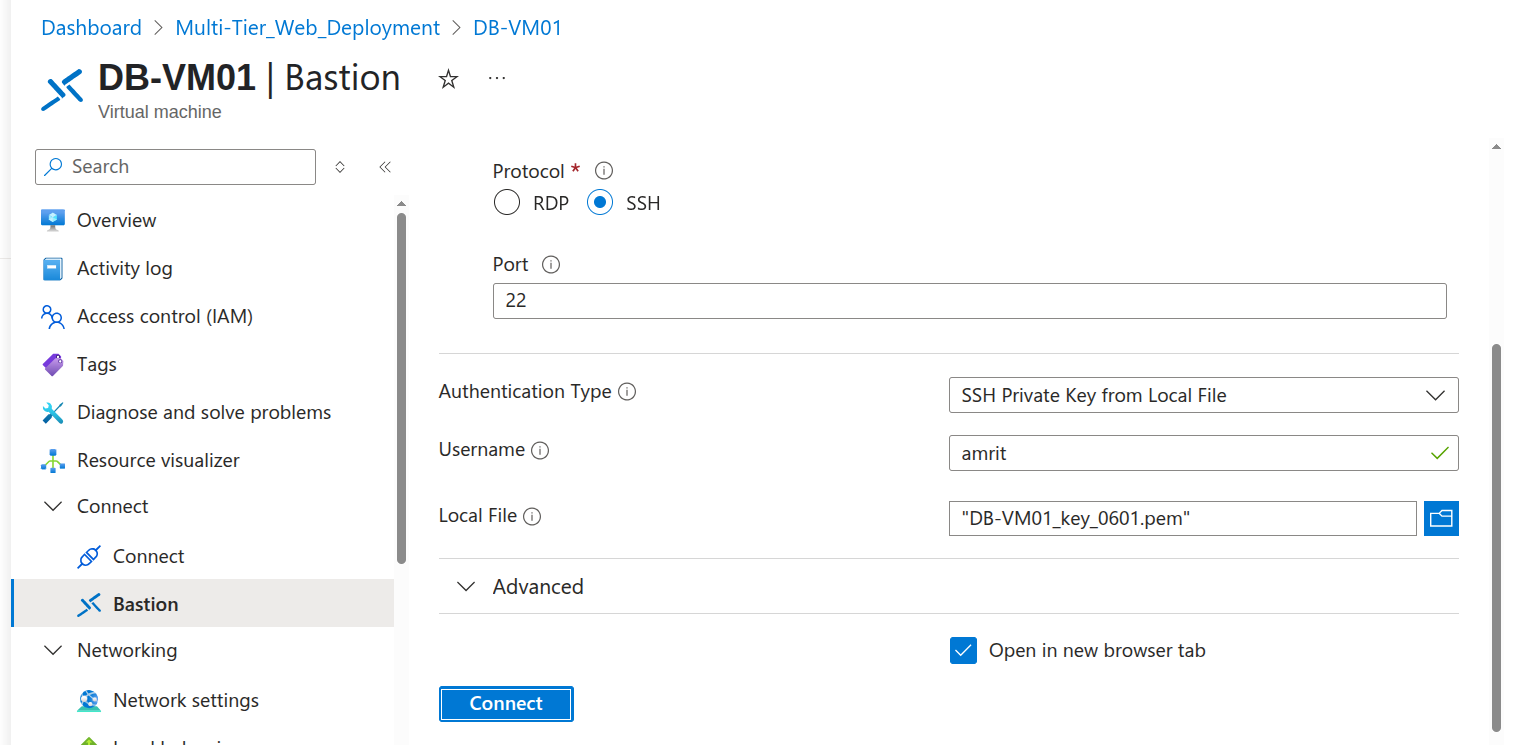 Dashboard > Multi-Tier_Web_Deployment > DB-VM01
DB-VM01 | Bastion
Virtual machine
Search
Overview
Activity log
Access control (IAM)
Tags
Diagnose and solve problems
Resource visualizer
Connect
Connect
Bastion
Networking
Network settings
Protocol *
RDP
SSH
Port
22
Authentication Type
SSH Private Key from Local File
Username
amrit
Local File
"DB-VM01_key_0601.pem"
Advanced
Open in new browser tab
Connect